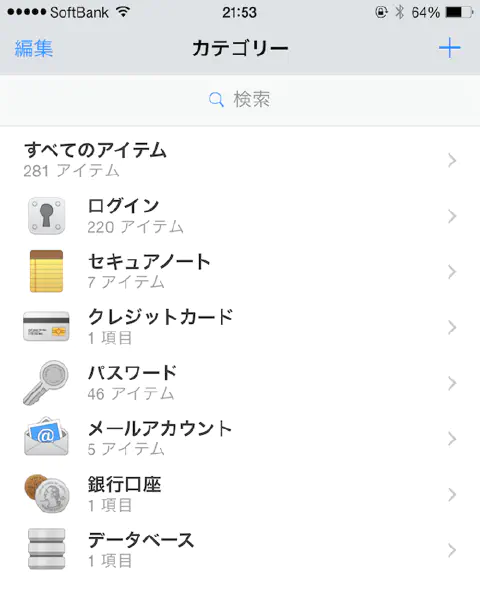 SoftBank 21:53 64%
編集 カテゴリー
検索
すべてのアイテム
281 アイテム
ログイン
220 アイテム
セキュアノート
7 アイテム
クレジットカード
1 項目
パスワード
46 アイテム
メールアカウント
5 アイテム
銀行口座
1 項目
データベース
1 項目